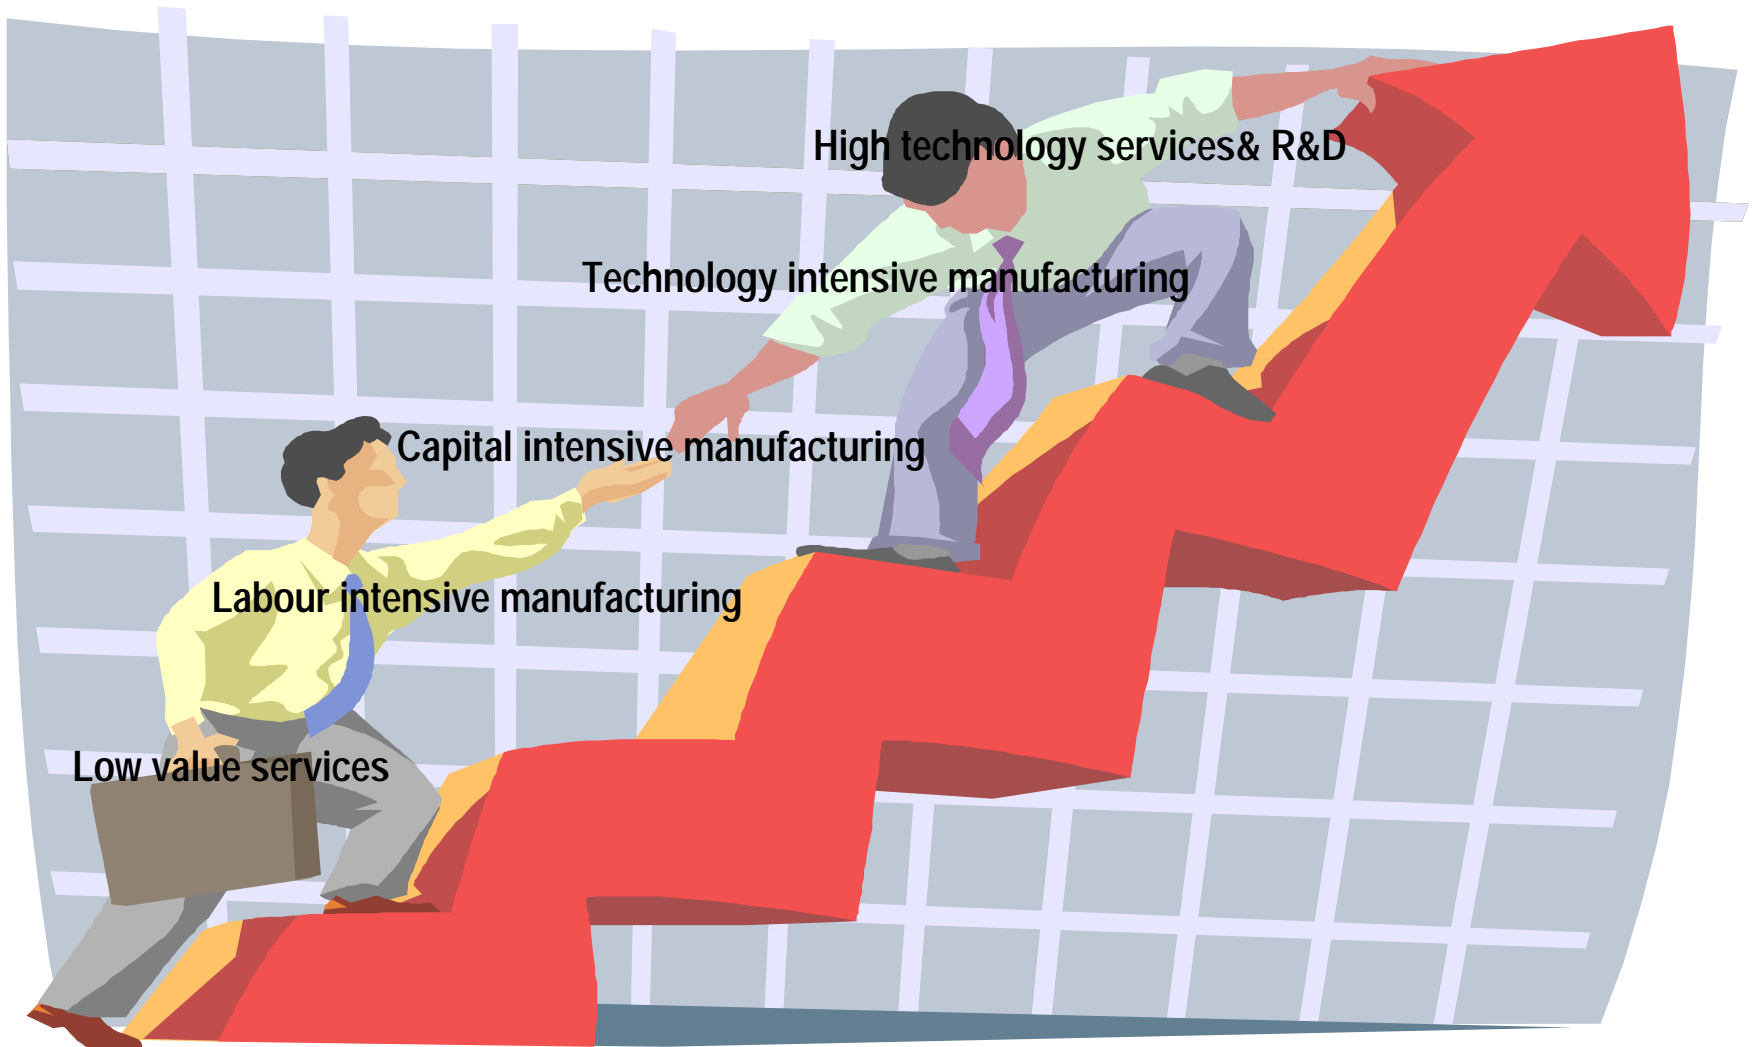 High technology services& R&D
Technology intensive manufacturing
Capital intensive manufacturing
Labour intensive manufacturing
Low value services